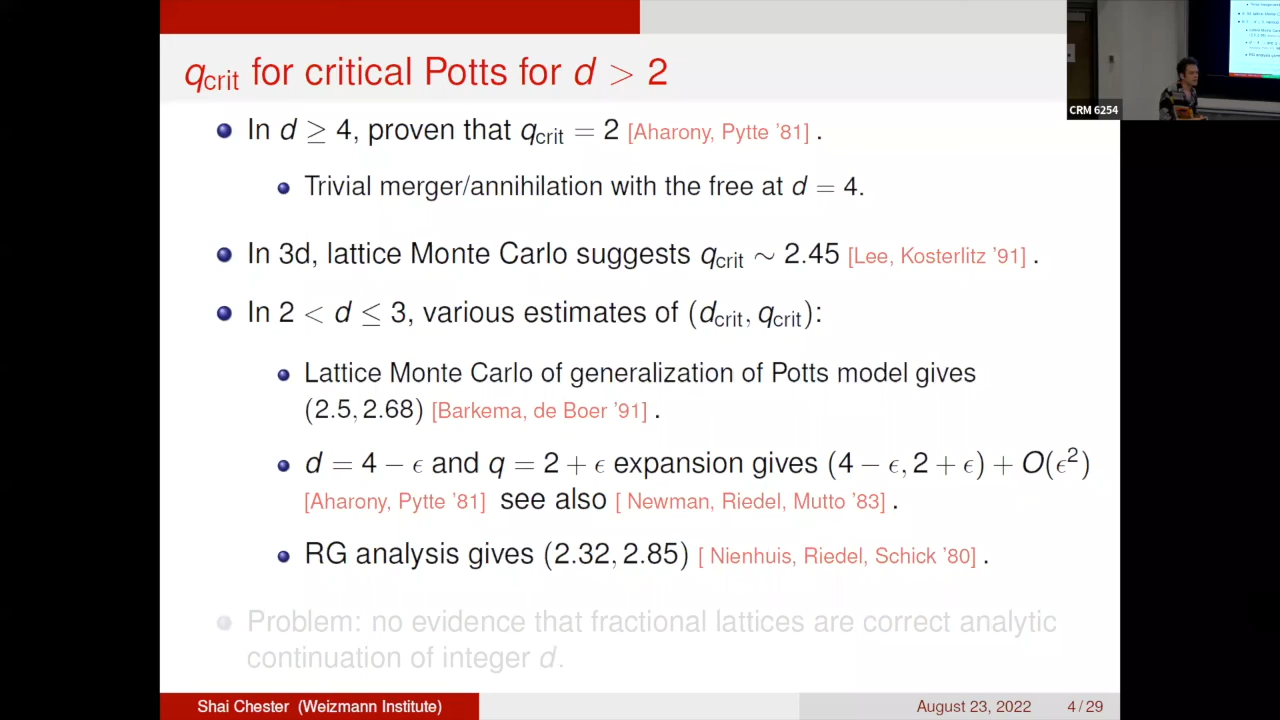 q_crit for critical Potts for d > 2
In d ≥ 4, proven that q_crit = 2 [Aharony, Pytte '81] .
Trivial merger/annihilation with the free at d = 4.
In 3d, lattice Monte Carlo suggests q_crit ∼ 2.45 [Lee, Kosterlitz '91] .
In 2 < d ≤ 3, various estimates of (d_crit, q_crit):
Lattice Monte Carlo of generalization of Potts model gives
(2.5, 2.68) [Barkema, de Boer '91] .
d = 4 − ϵ and q = 2 + ϵ expansion gives (4 − ϵ, 2 + ϵ) + O(ϵ²)
[Aharony, Pytte '81] see also [ Newman, Riedel, Mutto '83] .
RG analysis gives (2.32, 2.85) [ Nienhuis, Riedel, Schick '80] .
Problem: no evidence that fractional lattices are correct analytic
continuation of integer d.
Shai Chester (Weizmann Institute) August 23, 2022 4 / 29
CRM 6254